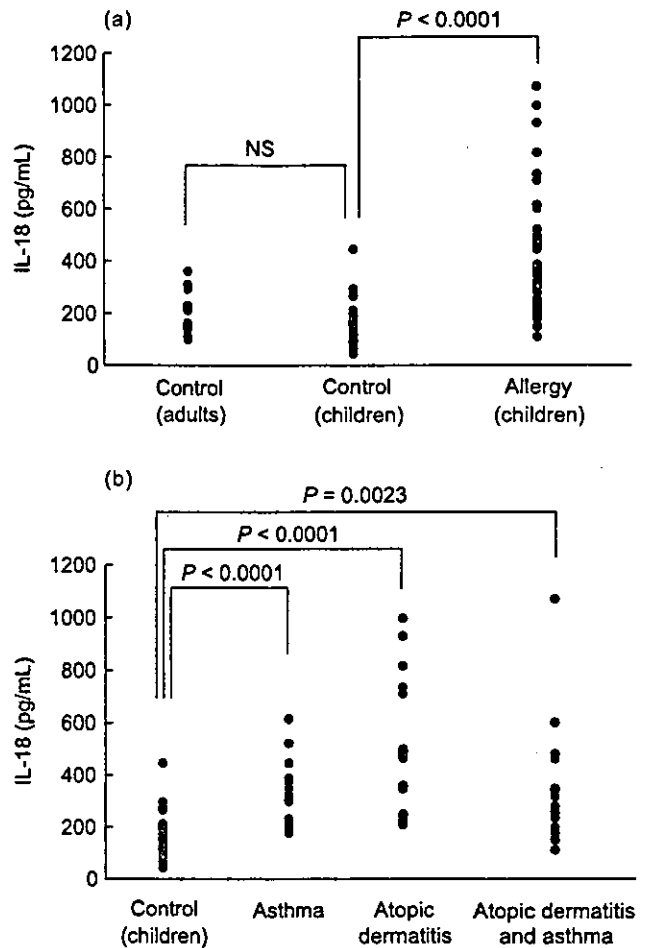 (a)
P < 0.0001
NS
IL-18 (pg/mL)
1200
1000
800
600
400
200
0
Control
(adults)
Control
(children)
Allergy
(children)
(b)
P = 0.0023
P < 0.0001
P < 0.0001
IL-18 (pg/mL)
1200
1000
800
600
400
200
0
Control
(children)
Asthma
Atopic
dermatitis
Atopic dermatitis
and asthma